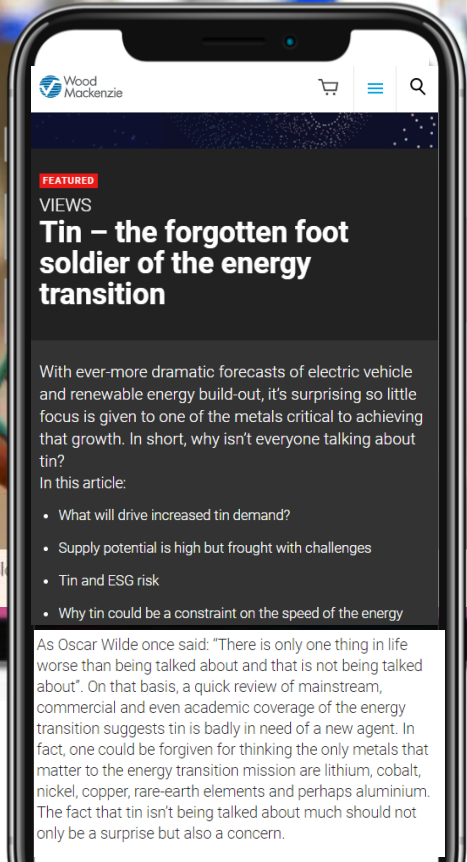 Wood
Mackenzie
FEATURED
VIEWS
Tin – the forgotten foot
soldier of the energy
transition
With ever-more dramatic forecasts of electric vehicle
and renewable energy build-out, it’s surprising so little
focus is given to one of the metals critical to achieving
that growth. In short, why isn’t everyone talking about
tin?
In this article:
• What will drive increased tin demand?
• Supply potential is high but frought with challenges
• Tin and ESG risk
• Why tin could be a constraint on the speed of the energy
As Oscar Wilde once said: “There is only one thing in life
worse than being talked about and that is not being talked
about”. On that basis, a quick review of mainstream,
commercial and even academic coverage of the energy
transition suggests tin is badly in need of a new agent. In
fact, one could be forgiven for thinking the only metals that
matter to the energy transition mission are lithium, cobalt,
nickel, copper, rare-earth elements and perhaps aluminium.
The fact that tin isn’t being talked about much should not
only be a surprise but also a concern.